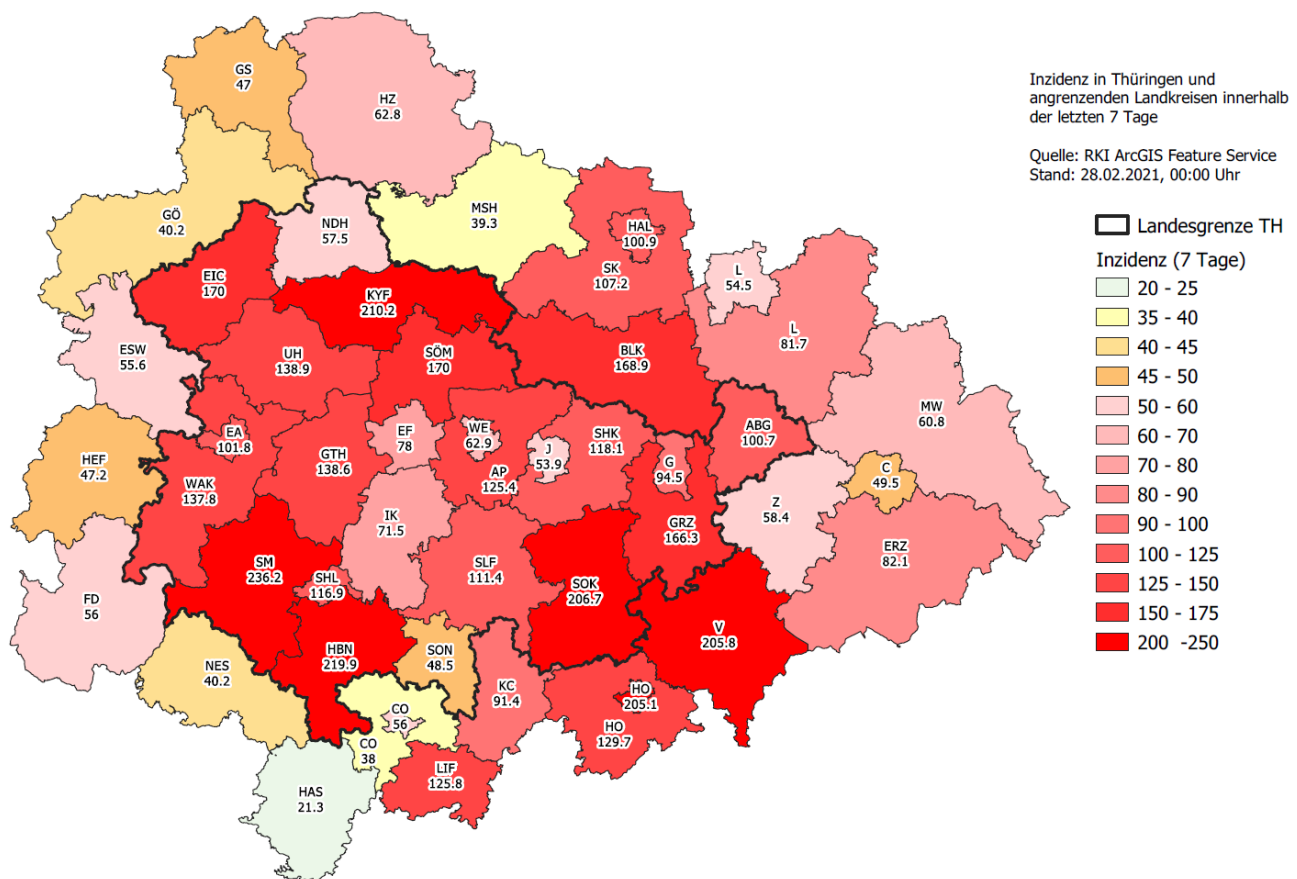 Inzidenz in Thüringen und
angrenzenden Landkreisen innerhalb
der letzten 7 Tage
Quelle: RKI ArcGIS Feature Service
Stand: 28.02.2021, 00:00 Uhr
Landesgrenze TH
Inzidenz (7 Tage)
20 - 25
35 - 40
40 - 45
45 - 50
50 - 60
60 - 70
70 - 80
80 - 90
90 - 100
100 - 125
125 - 150
150 - 175
200 -250
GS
47
HZ
62.8
GÖ
40.2
NDH
57.5
MSH
39.3
HAL
100.9
SK
107.2
L
54.5
EIC
170
KYF
210.2
L
81.7
ESW
55.6
UH
138.9
SÖM
170
BLK
168.9
MW
60.8
EA
101.8
EF
78
WE
62.9
J
53.9
SHK
118.1
ABG
100.7
HEF
47.2
GTH
138.6
AP
125.4
G
94.5
C
49.5
WAK
137.8
IK
71.5
GRZ
166.3
Z
58.4
ERZ
82.1
SM
236.2
SHL
116.9
SLF
111.4
SOK
206.7
FD
56
V
205.8
HBN
219.9
SON
48.5
NES
40.2
KC
91.4
HO
205.1
CO
56
HO
129.7
CO
38
LIF
125.8
HAS
21.3